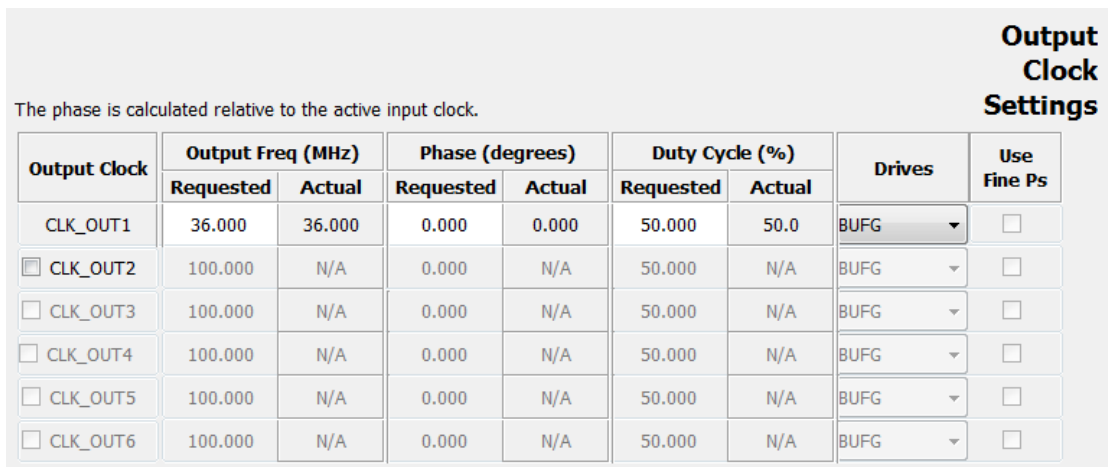 Output
Clock
Settings
The phase is calculated relative to the active input clock.
Output Clock Output Freq (MHz) Phase (degrees) Duty Cycle (%) Drives Use Fine Ps
Requested Actual Requested Actual Requested Actual
CLK_OUT1 36.000 36.000 0.000 0.000 50.000 50.0 BUFG
CLK_OUT2 100.000 N/A 0.000 N/A 50.000 N/A BUFG
CLK_OUT3 100.000 N/A 0.000 N/A 50.000 N/A BUFG
CLK_OUT4 100.000 N/A 0.000 N/A 50.000 N/A BUFG
CLK_OUT5 100.000 N/A 0.000 N/A 50.000 N/A BUFG
CLK_OUT6 100.000 N/A 0.000 N/A 50.000 N/A BUFG